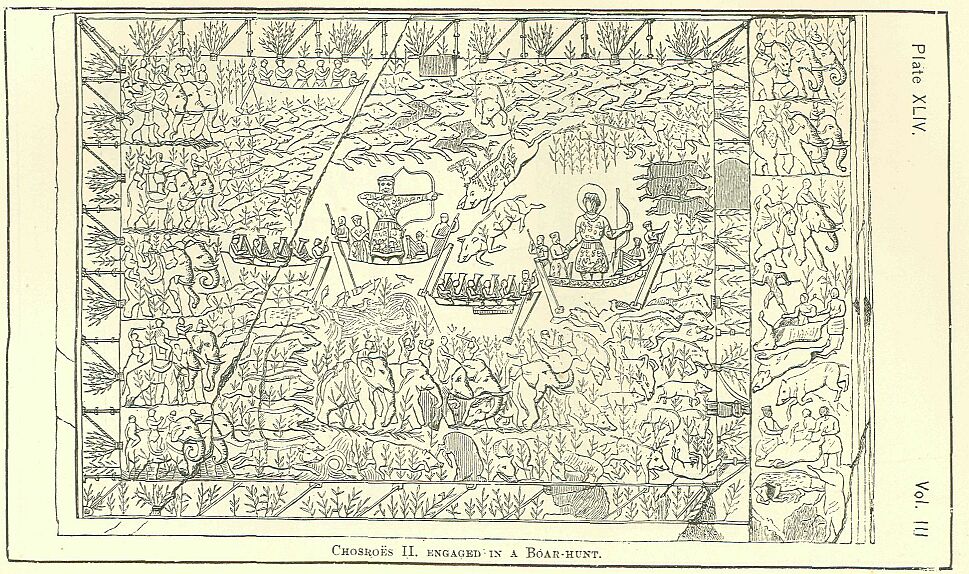 Plate XLIV.
Vol. III
CHOSROËS II. ENGAGED IN A BOAR-HUNT.